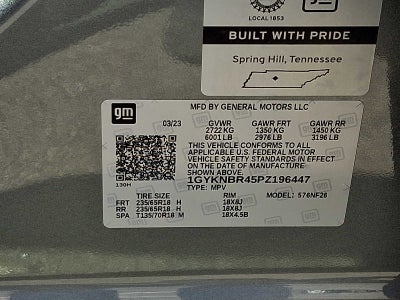 LOCAL 1853
BUILT WITH PRIDE
Spring Hill, Tennessee
gm
MFD BY GENERAL MOTORS LLC
03/23 GVWR GAWR FRT GAWR RR
2722 KG 1350 KG 1450 KG
6001 LB 2976 LB 3196 LB
THIS VEHICLE CONFORMS TO ALL
APPLICABLE U.S. FEDERAL MOTOR
VEHICLE SAFETY STANDARDS IN EFFECT
ON THE DATE OF MANUFACTURE
SHOWN ABOVE.
1GYKNBR45PZ196447
130H
TYPE: MPV MODEL: 576NF26
TIRE SIZE RIM
FRT 235/65R18 H 18X8J
RR 235/65R18 H 18X8J
SPA T135/70R18 M 18X4.5B